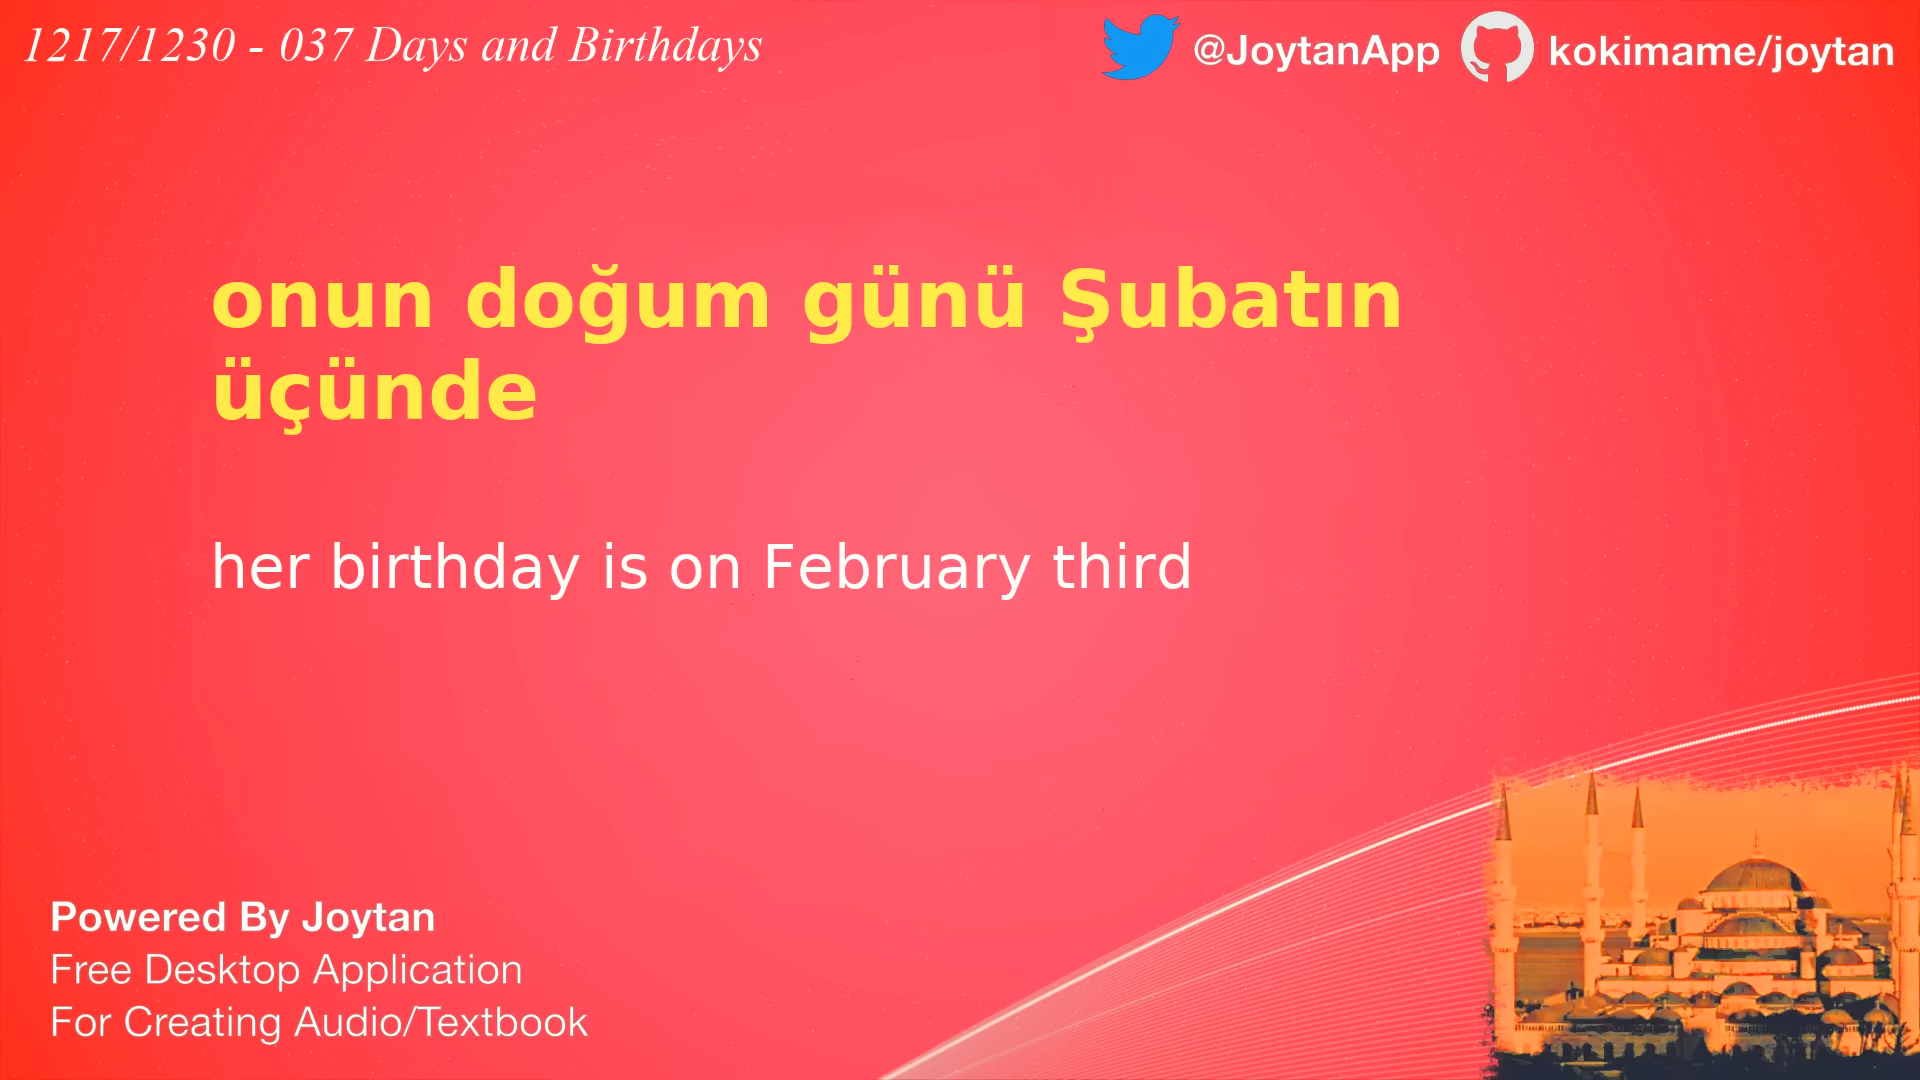 1217/1230 - 037 Days and Birthdays
@JoytanApp
kokimame/joytan
onun doğum günü Şubatın
üçünde
her birthday is on February third
Powered By Joytan
Free Desktop Application
For Creating Audio/Textbook